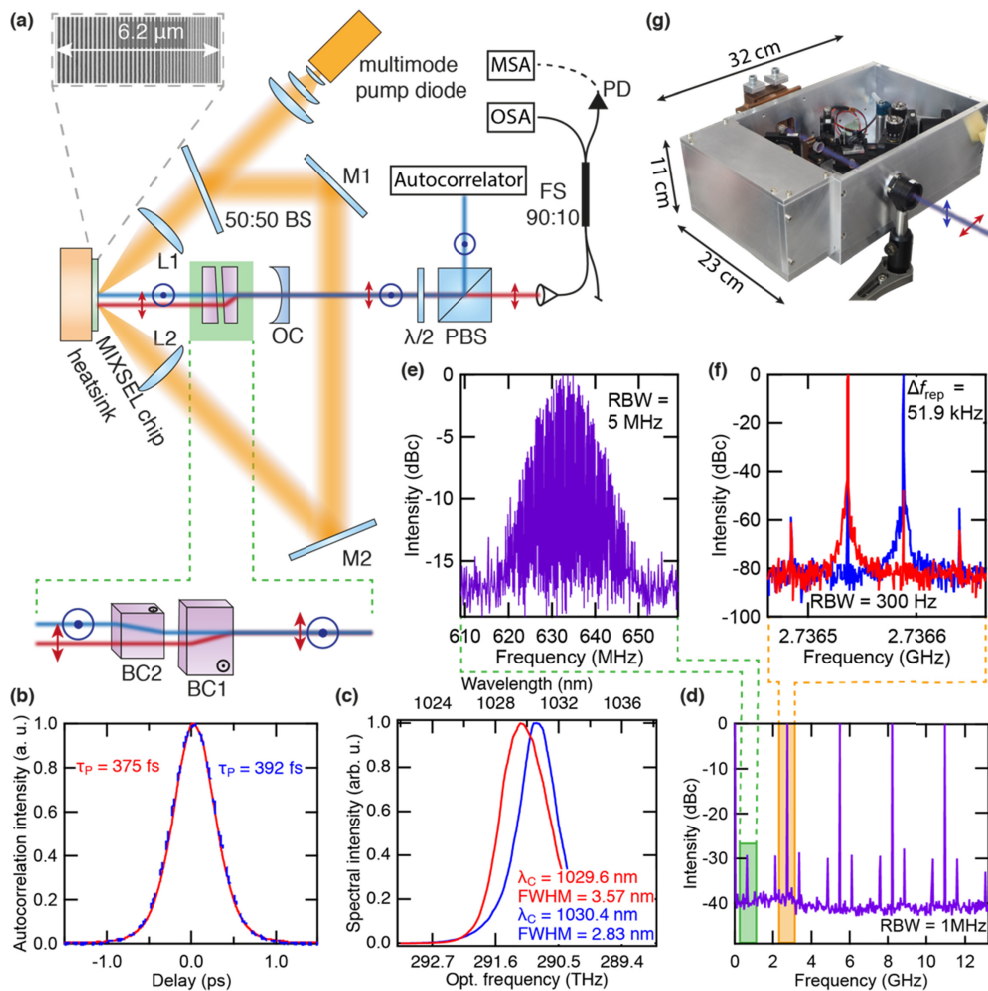 (a)
6.2 μm
multimode
pump diode
MSA
OSA
PD
M1
50:50 BS
Autocorrelator
FS
90:10
L1
L2
OC
λ/2
PBS
heatsink
MIXSEL chip
M2
BC2
BC1
(g)
32 cm
11 cm
23 cm
(e)
Intensity (dBc)
0
-5
-10
-15
RBW =
5 MHz
610
620
630
640
650
Frequency (MHz)
(f)
Intensity (dBc)
0
-20
-40
-60
-80
-100
Δf_rep =
51.9 kHz
RBW = 300 Hz
2.7365
2.7366
Frequency (GHz)
(b)
Autocorrelation intensity (a. u.)
1.0
0.8
0.6
0.4
0.2
0.0
τ_P = 375 fs
τ_P = 392 fs
-1.0
0.0
1.0
Delay (ps)
(c)
Wavelength (nm)
1024
1028
1032
1036
Spectral intensity (arb. u.)
1.0
0.8
0.6
0.4
0.2
0.0
λ_C = 1029.6 nm
FWHM = 3.57 nm
λ_C = 1030.4 nm
FWHM = 2.83 nm
292.7
291.6
290.5
289.4
Opt. frequency (THz)
(d)
Intensity (dBc)
0
-10
-20
-30
-40
RBW = 1MHz
0
2
4
6
8
10
12
Frequency (GHz)